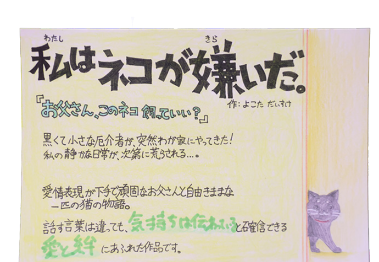 わたし きら
私はネコが嫌いだ。
『お父さん、このネコ飼っていい？』
作：よこた だいすけ
黒くて小さな厄介者が、突然わが家にやってきた！
私の静かな日常が、次第に荒らされる…。
愛情表現が下手で頑固なお父さんと自由きままな
一匹の猫の物語。
話す言葉は違っても、気持ちは伝わっていると確信できる
愛と絆にあふれた作品です。